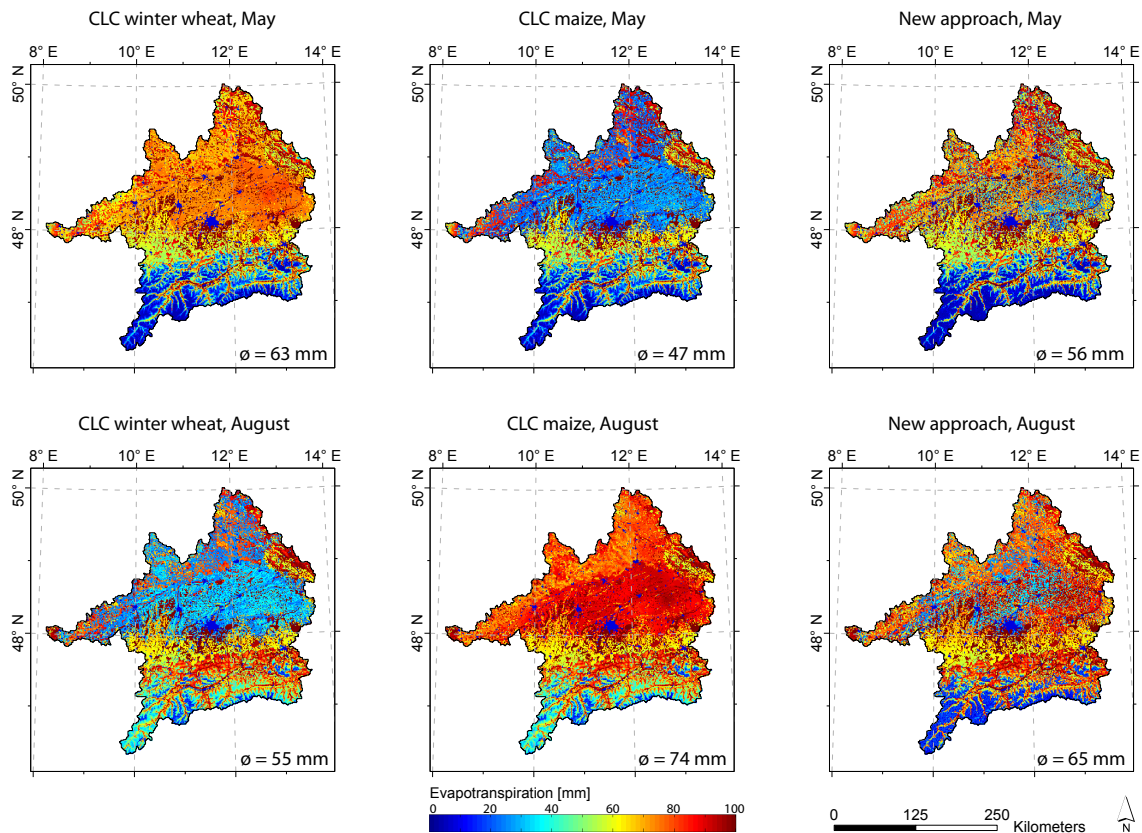 CLC winter wheat, May
CLC maize, May
New approach, May
8° E 10° E 12° E 14° E
8° E 10° E 12° E 14° E
8° E 10° E 12° E 14° E
50° N
48° N
50° N
48° N
50° N
48° N
ø = 63 mm
ø = 47 mm
ø = 56 mm
CLC winter wheat, August
CLC maize, August
New approach, August
8° E 10° E 12° E 14° E
8° E 10° E 12° E 14° E
8° E 10° E 12° E 14° E
50° N
48° N
50° N
48° N
50° N
48° N
ø = 55 mm
ø = 74 mm
ø = 65 mm
Evapotranspiration [mm]
0 20 40 60 80 100
0 125 250
Kilometers
N